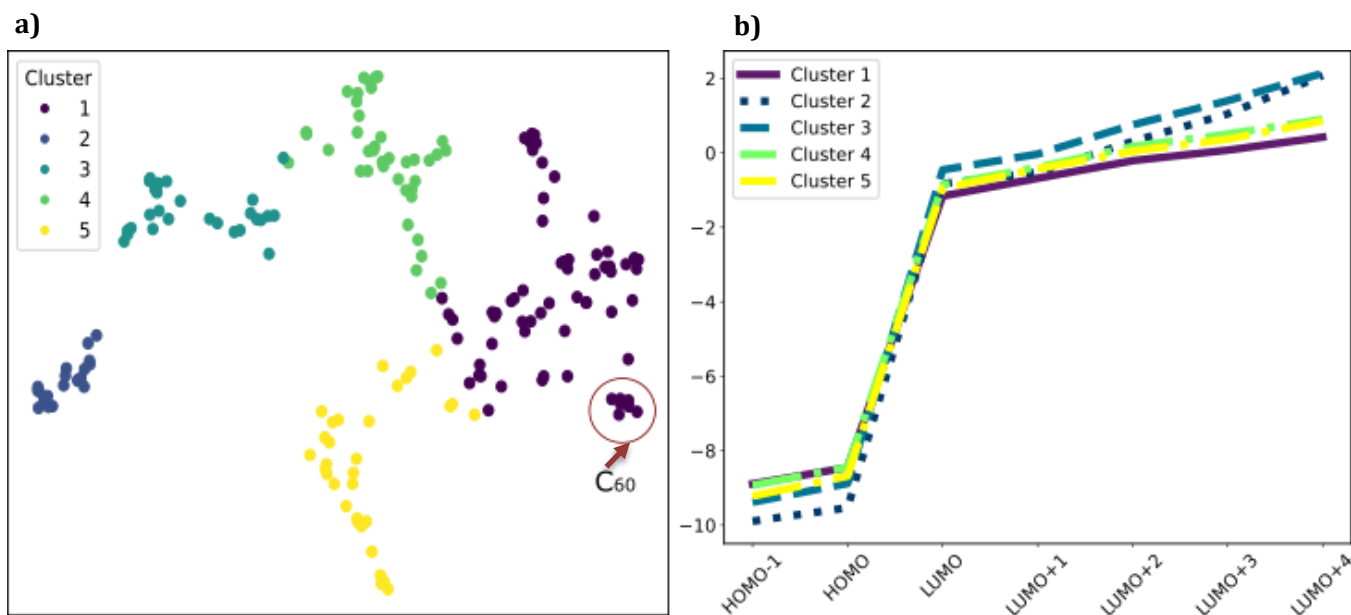 a)
Cluster
1
2
3
4
5
C60
b)
Cluster 1
Cluster 2
Cluster 3
Cluster 4
Cluster 5
2
0
−2
−4
−6
−8
−10
HOMO-1
HOMO
LUMO
LUMO+1
LUMO+2
LUMO+3
LUMO+4